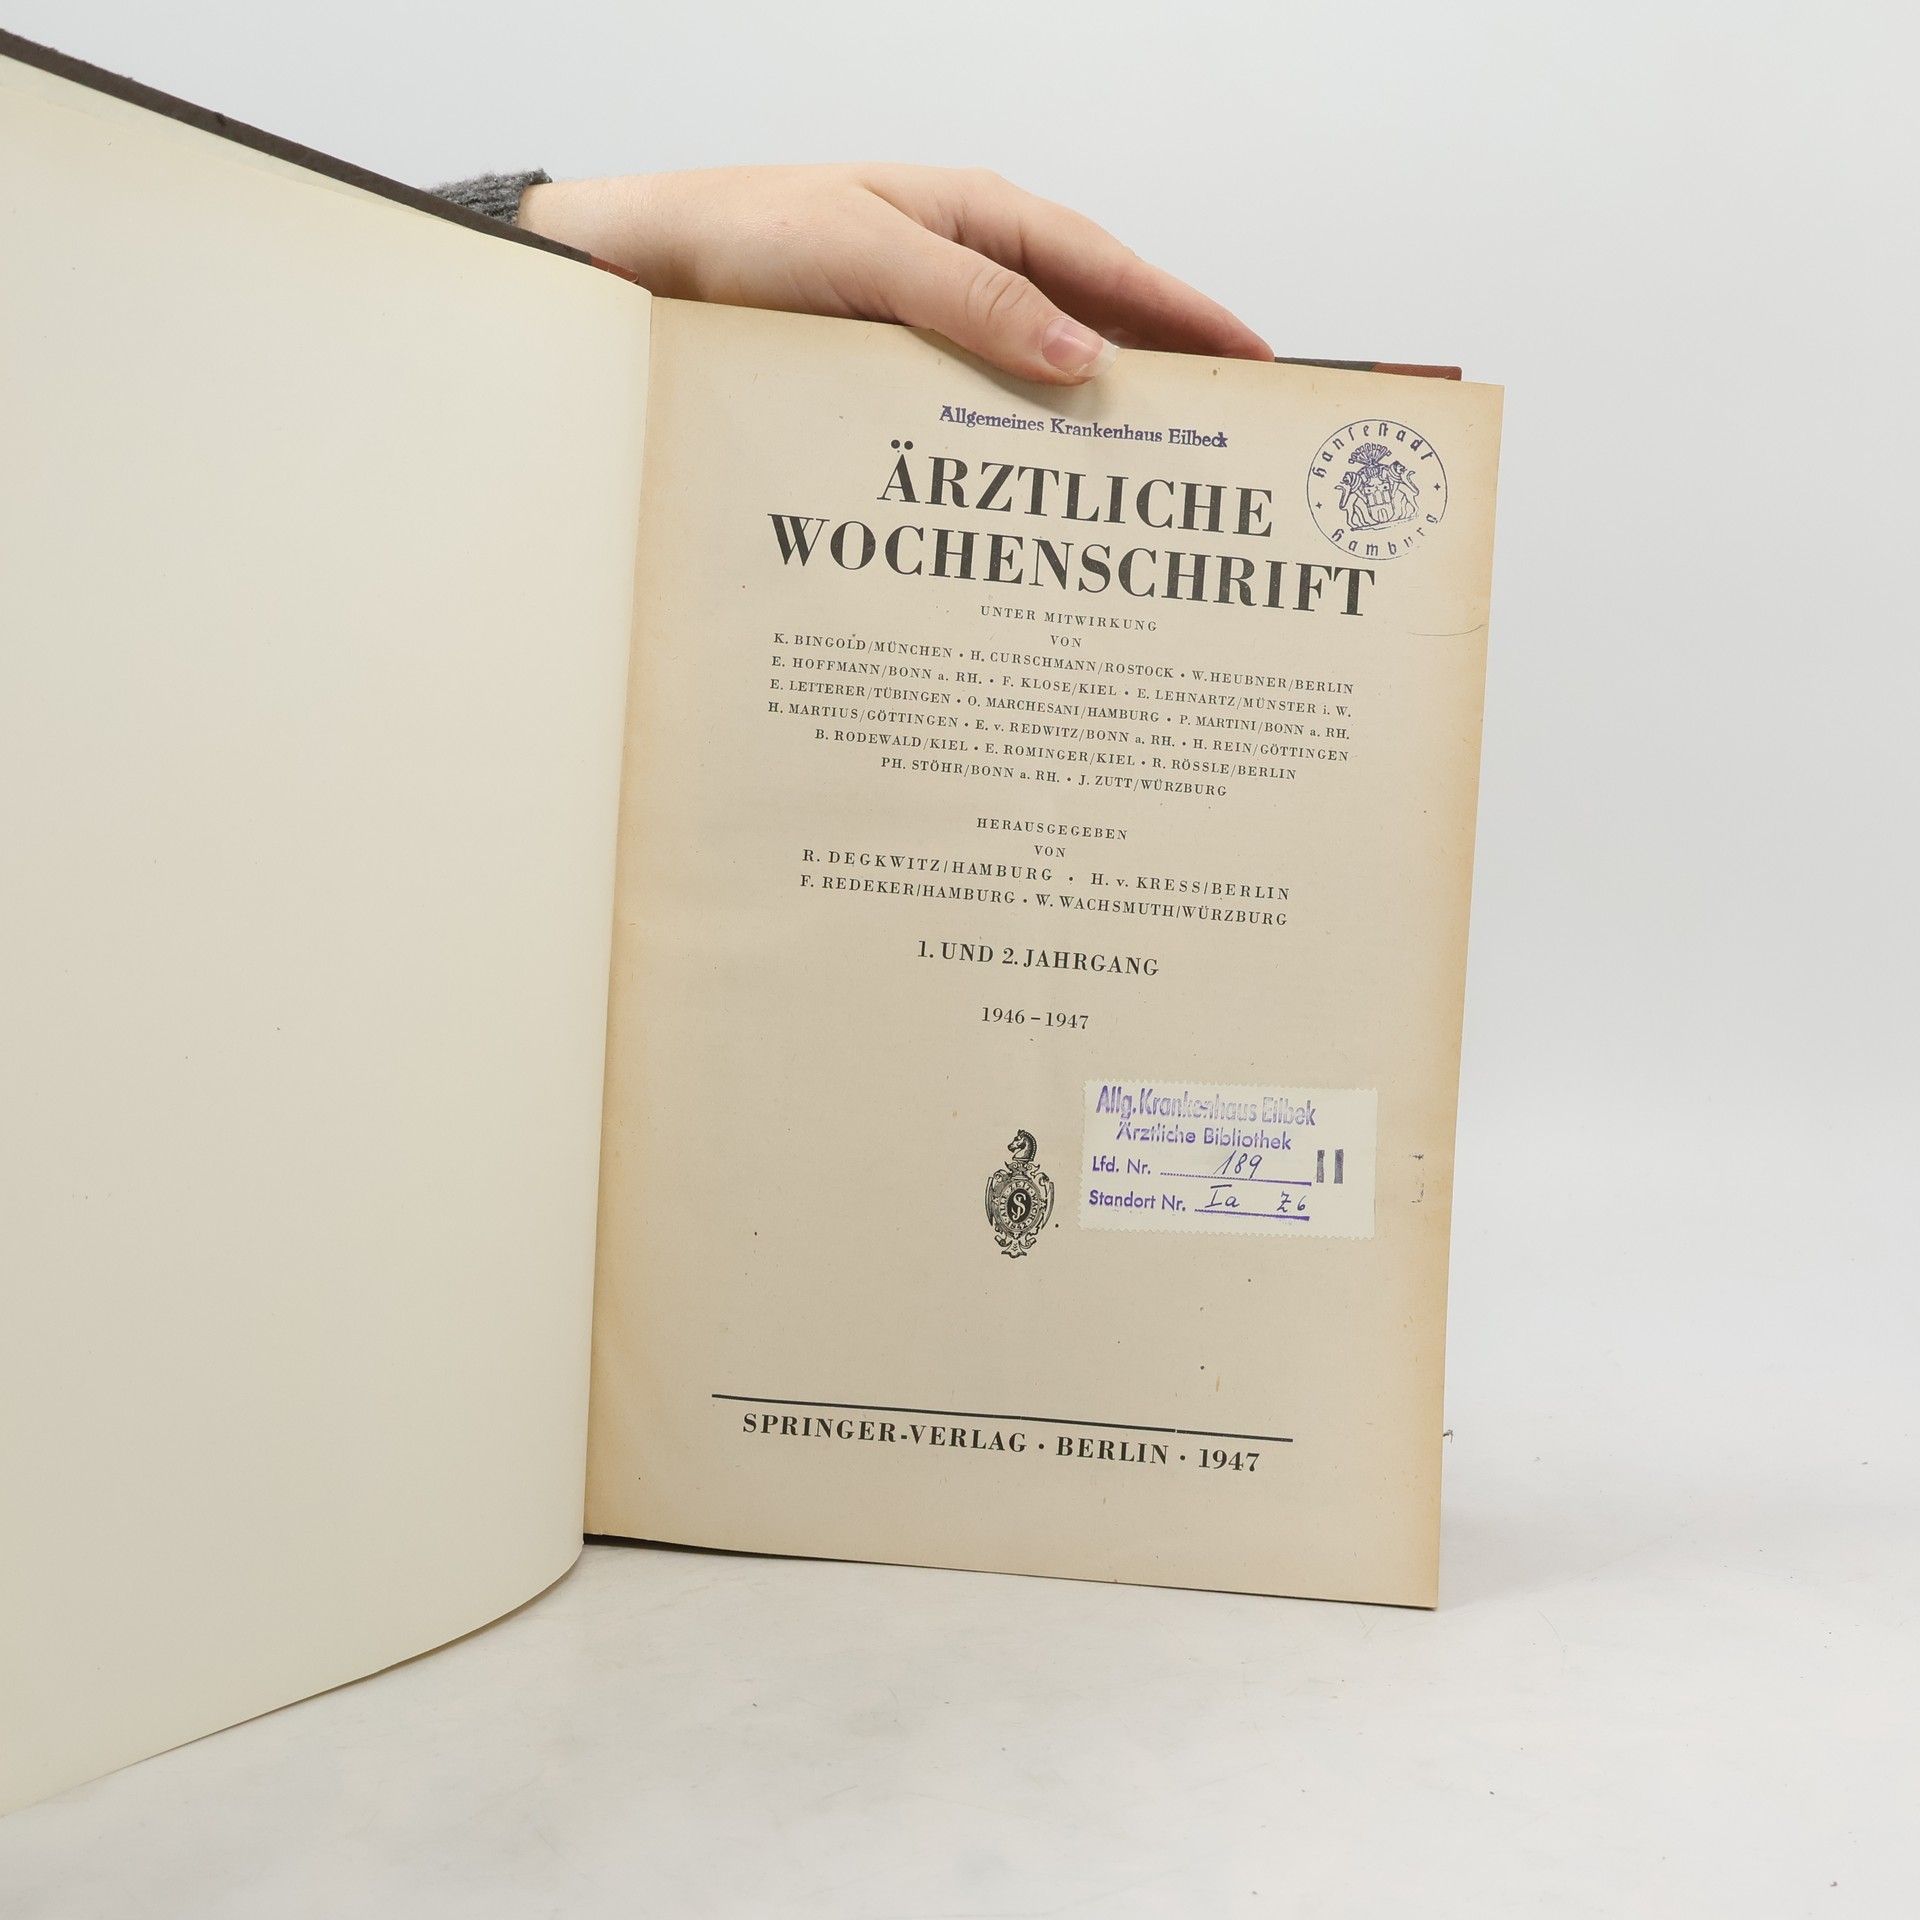 Allgemeines Krankenhaus Eilbeck
Hansestadt Hamburg
ÄRZTLICHE
WOCHENSCHRIFT
UNTER MITWIRKUNG
VON
K. BINGOLD/MÜNCHEN • H. CURSCHMANN/ROSTOCK • W. HEUBNER/BERLIN
E. HOFFMANN/BONN a. RH. • F. KLOSE/KIEL • E. LEHNARTZ/MÜNSTER i. W.
E. LETTERER/TÜBINGEN • O. MARCHESANI/HAMBURG • P. MARTINI/BONN a. RH.
H. MARTIUS/GÖTTINGEN • E. v. REDWITZ/BONN a. RH. • H. REIN/GÖTTINGEN
B. RODEWALD/KIEL • E. ROMINGER/KIEL • R. RÖSSLE/BERLIN
PH. STÖHR/BONN a. RH. • J. ZUTT/WÜRZBURG
HERAUSGEGEBEN
VON
R. DEGKWITZ/HAMBURG • H. v. KRESS/BERLIN
F. REDEKER/HAMBURG • W. WACHSMUTH/WÜRZBURG
1. UND 2. JAHRGANG
1946–1947
Allg. Krankenhaus Eilbek
Ärztliche Bibliothek
Lfd. Nr. 189
II
Standort Nr. Ia Z6
SPRINGER-VERLAG • BERLIN • 1947